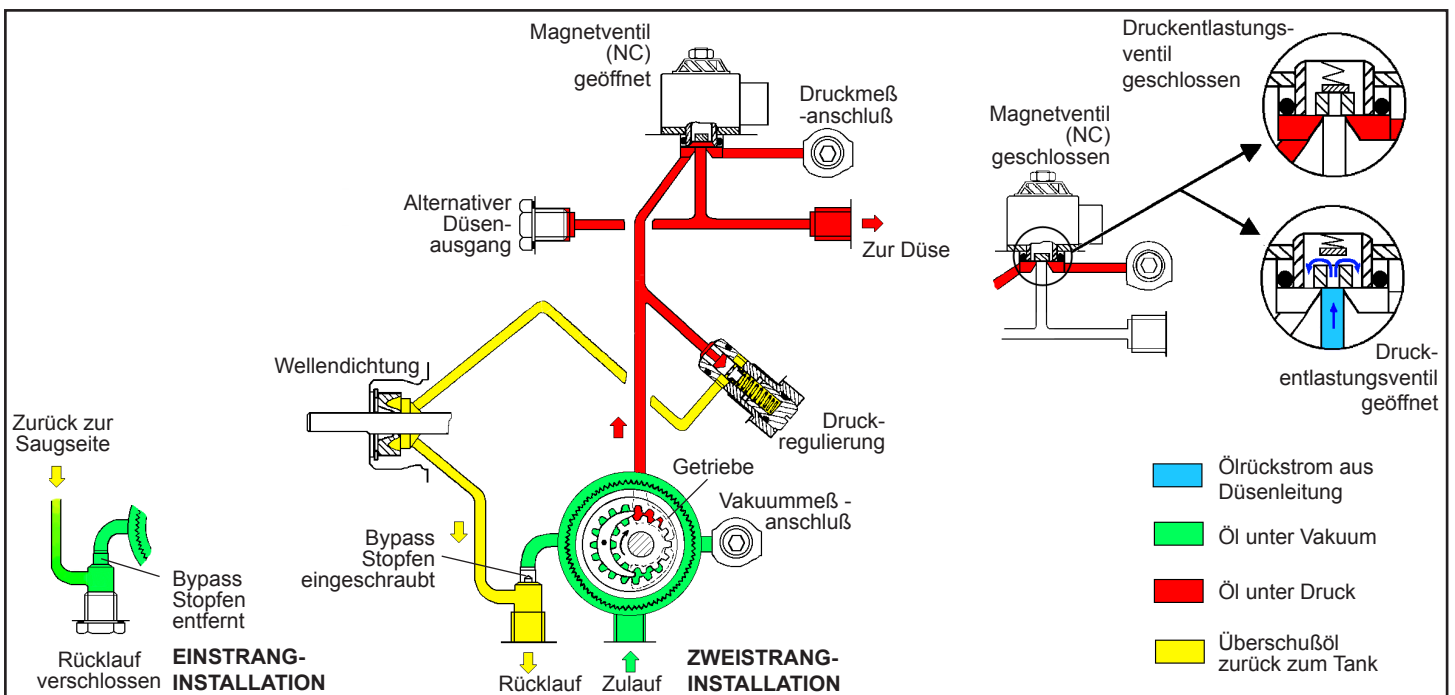 Magnetventil
(NC)
geöffnet
Druckmeß
-anschluß
Druckentlastungs-
ventil
geschlossen
Magnetventil
(NC)
geschlossen
Alternativer
Düsen-
ausgang
Zur Düse
Druck-
entlastungsventil
geöffnet
Wellendichtung
Druck-
regulierung
Zurück zur
Saugseite
Getriebe
Vakuummeß -
anschluß
Bypass
Stopfen
eingeschraubt
Bypass
Stopfen
entfernt
Rücklauf
verschlossen
EINSTRANG-
INSTALLATION
Rücklauf
Zulauf
ZWEISTRANG-
INSTALLATION
Ölrückstrom aus
Düsenleitung
Öl unter Vakuum
Öl unter Druck
Überschußöl
zurück zum Tank